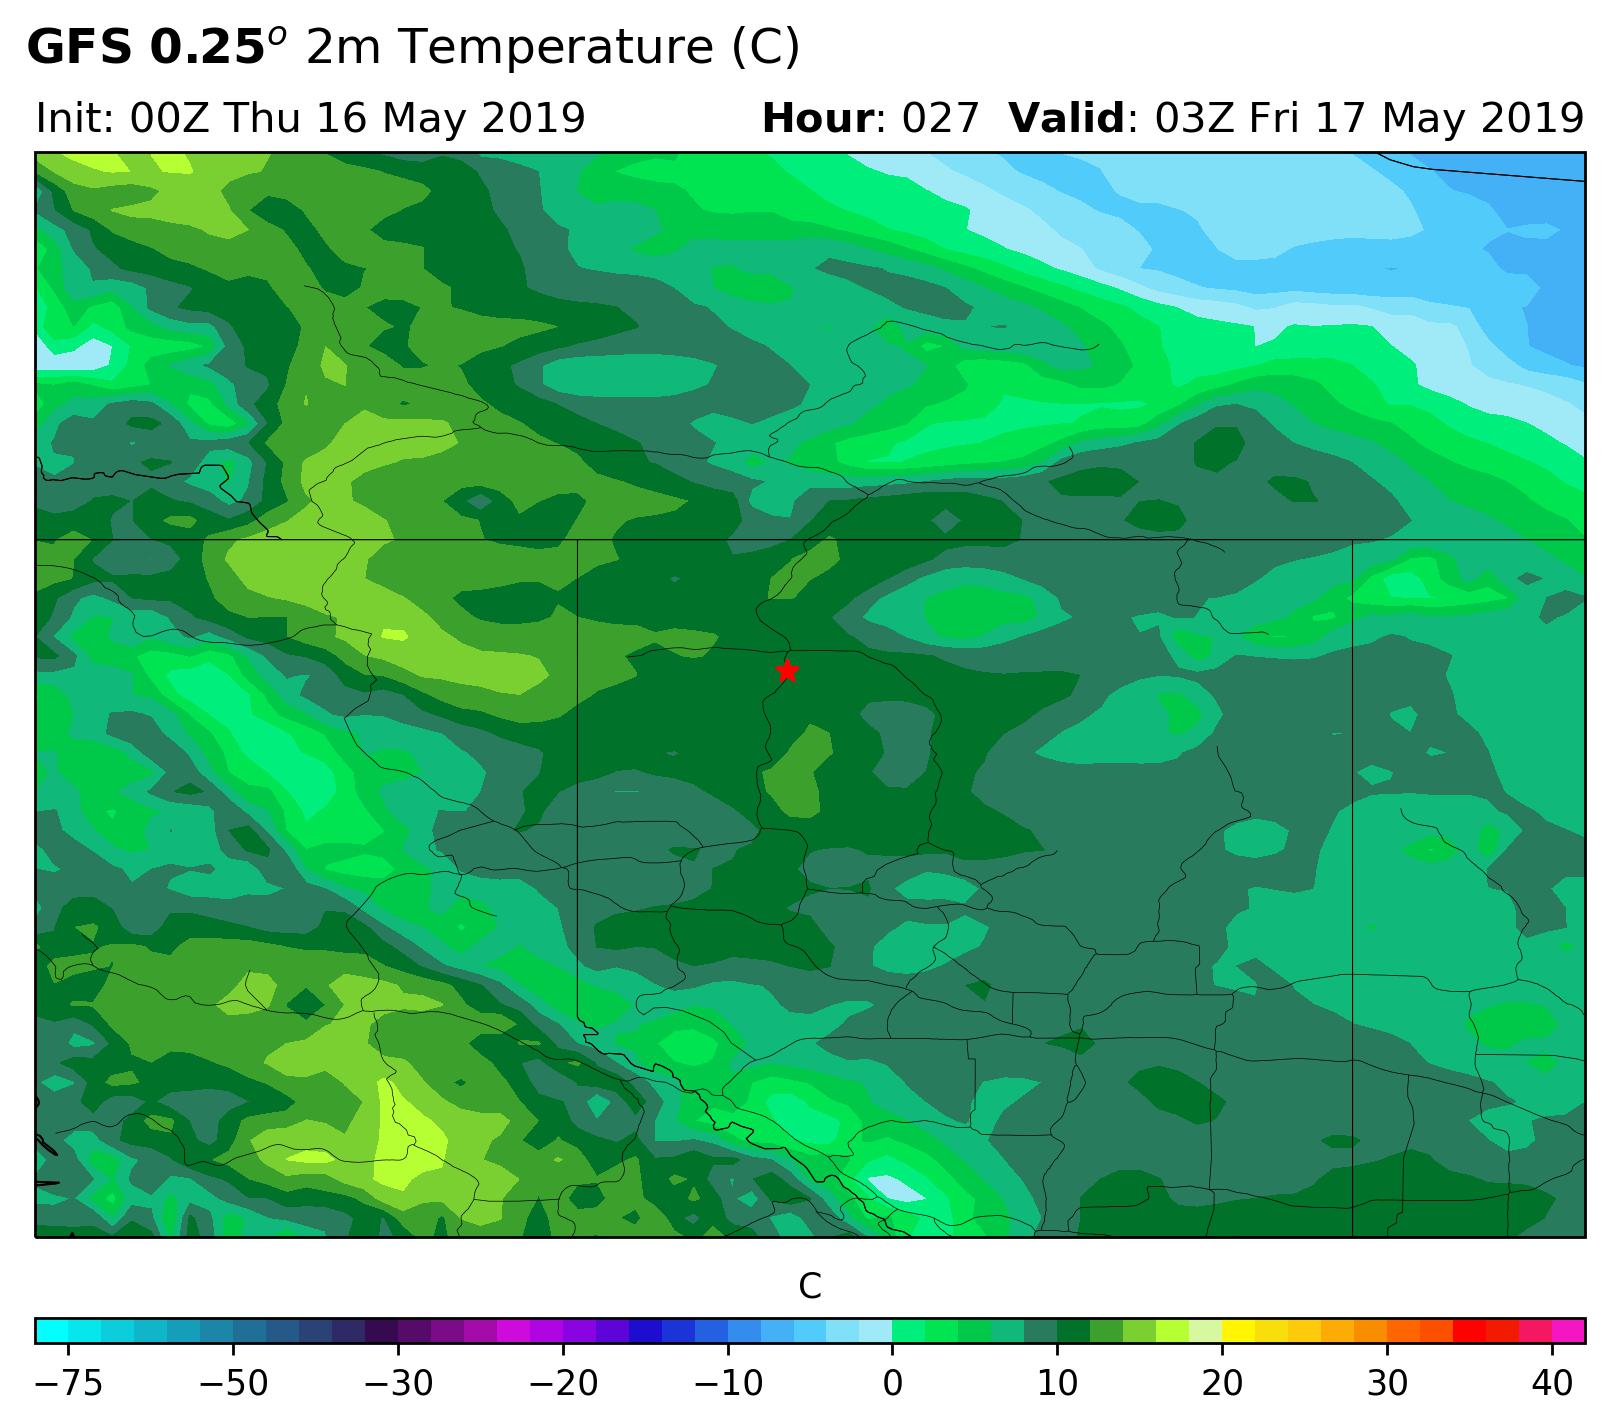 GFS 0.25o 2m Temperature (C)
Init: 00Z Thu 16 May 2019 Hour: 027 Valid: 03Z Fri 17 May 2019
C
−75 −50 −30 −20 −10 0 10 20 30 40